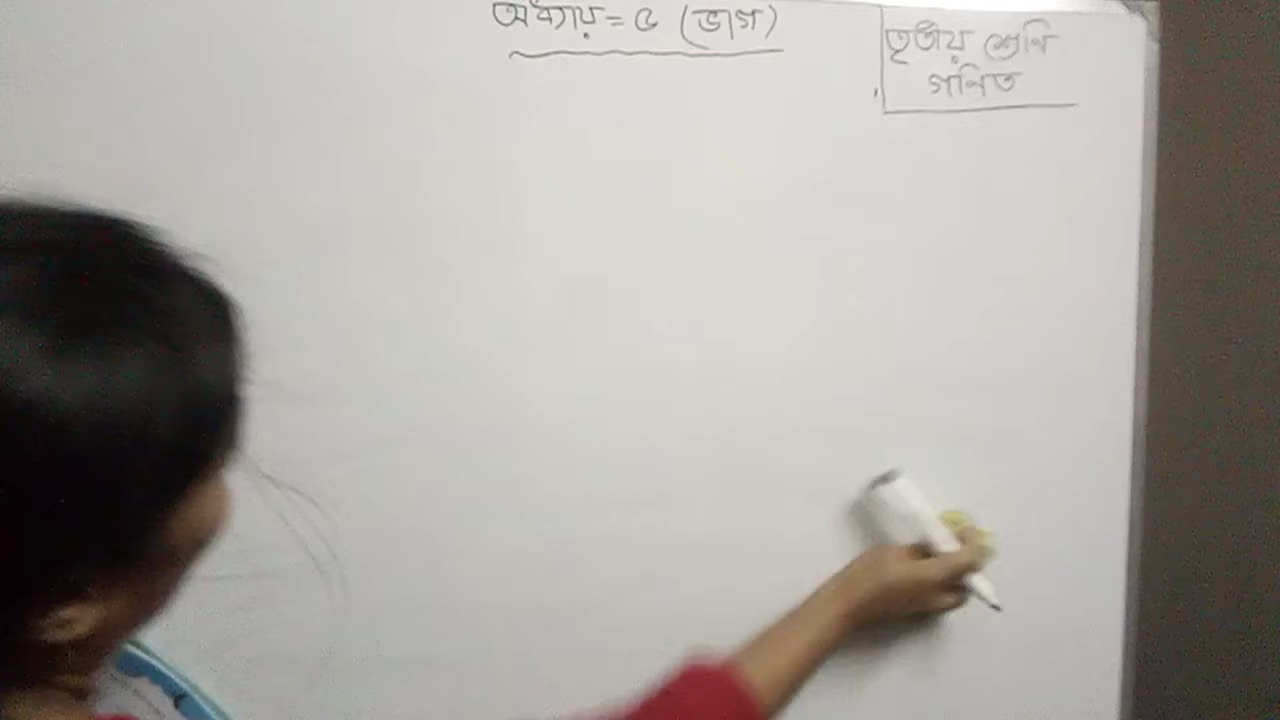 অধ্যায় = ৫ (ভাগ)
তৃতীয় শ্রেণি
গণিত